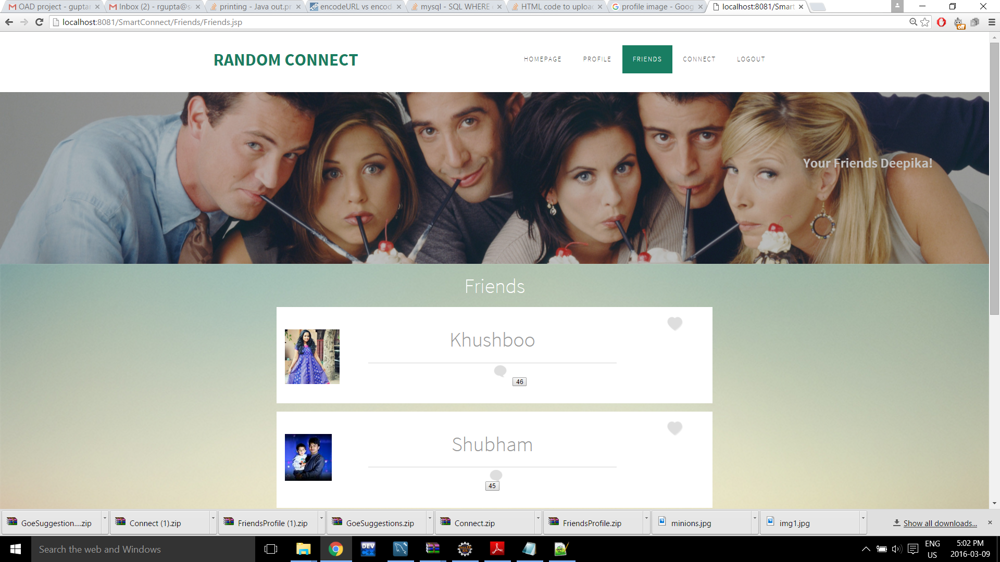 OAD project - guptar
Inbox (2) - rgupta@s
printing - Java out.pr
encodeURL vs encod
mysql - SQL WHERE
HTML code to uploa
profile image - Goog
localhost:8081/Smart
localhost:8081/SmartConnect/Friends/Friends.jsp
RANDOM CONNECT
HOMEPAGE
PROFILE
FRIENDS
CONNECT
LOGOUT
Your Friends Deepika!
Friends
Khushboo
46
Shubham
45
GoeSuggestion....zip
Connect (1).zip
FriendsProfile (1).zip
GoeSuggestions.zip
Connect.zip
FriendsProfile.zip
minions.jpg
img1.jpg
Show all downloads...
Search the web and Windows
DEV
C++
ENG
US
5:02 PM
2016-03-09
off